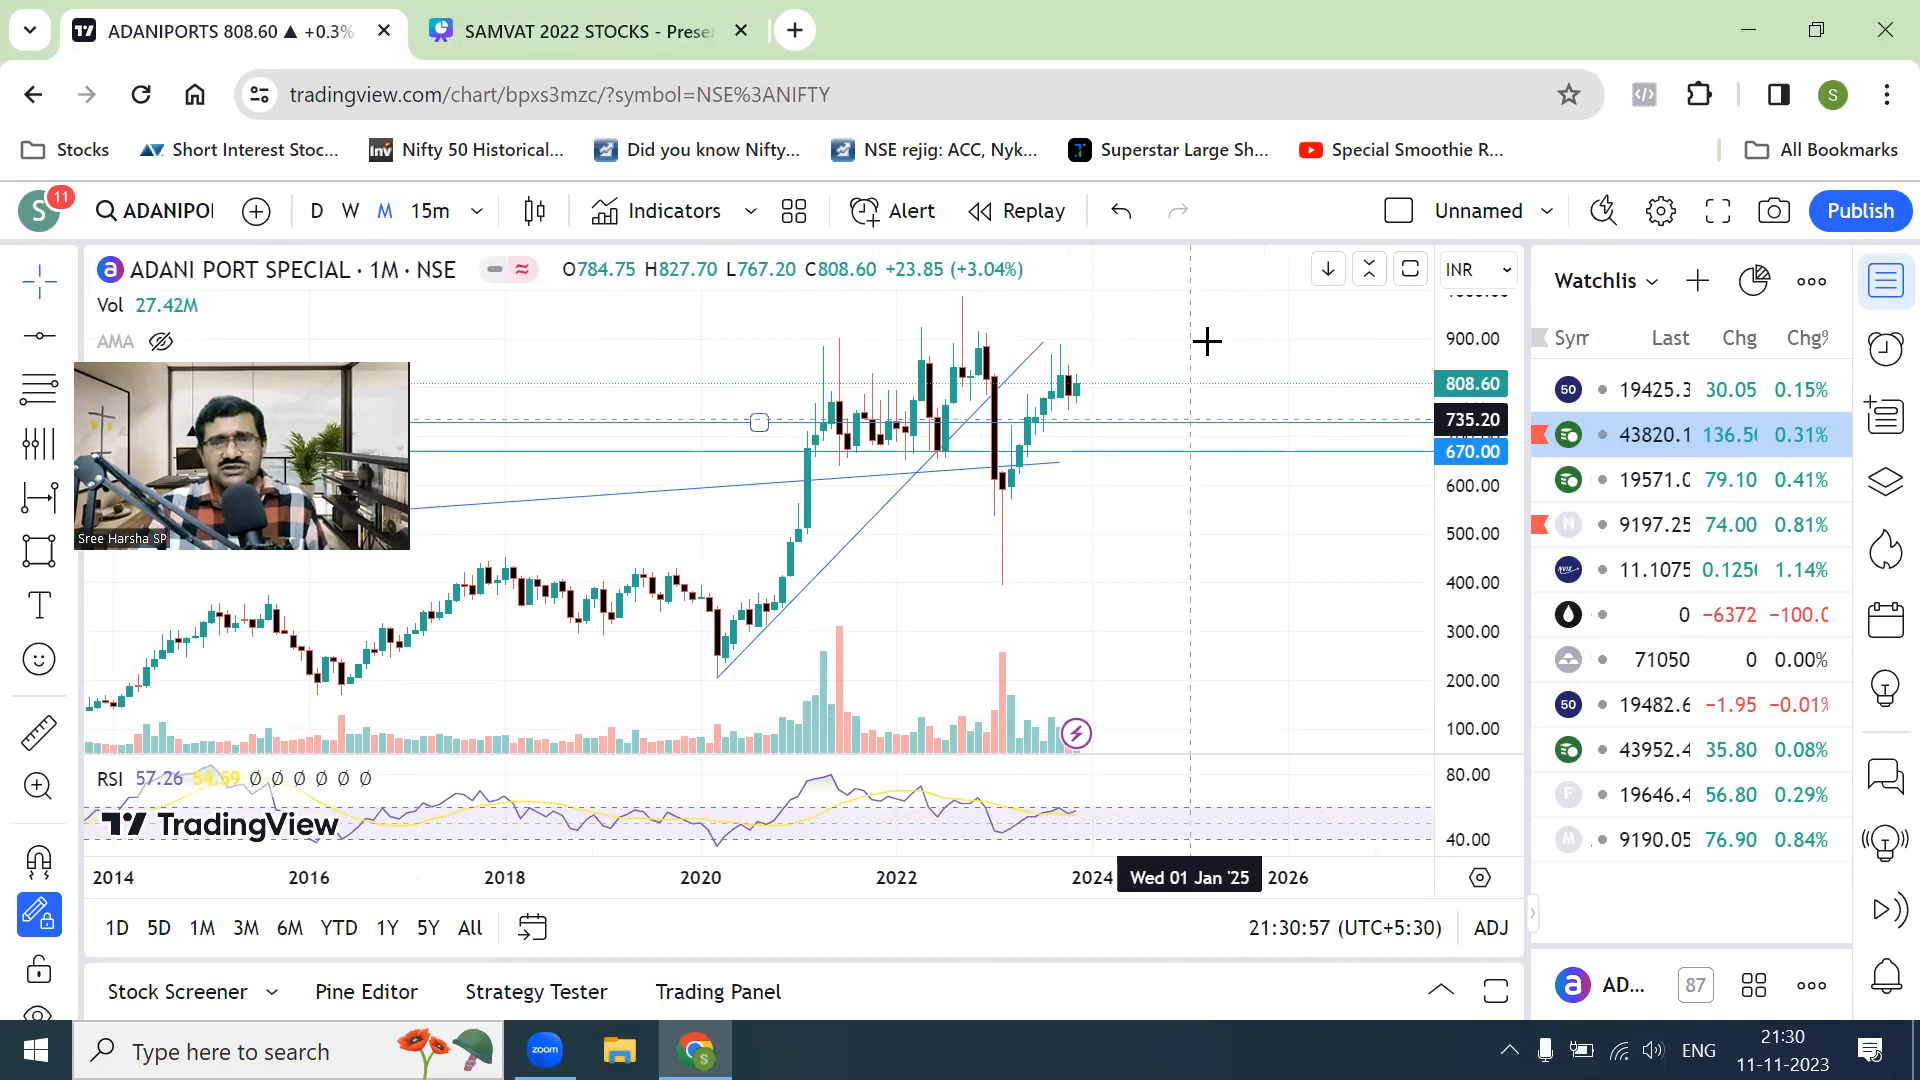 ADANIPORTS 808.60 ▲ +0.3%
SAMVAT 2022 STOCKS - Prese
tradingview.com/chart/bpxs3mzc/?symbol=NSE%3ANIFTY
S
Stocks
Short Interest Stoc...
Inv
Nifty 50 Historical...
Did you know Nifty...
NSE rejig: ACC, Nyk...
Superstar Large Sh...
Special Smoothie R...
All Bookmarks
S
11
ADANIPO
D
W
M
15m
Indicators
Alert
Replay
Unnamed
Publish
ADANI PORT SPECIAL · 1M · NSE
O784.75 H827.70 L767.20 C808.60 +23.85 (+3.04%)
INR
Vol 27.42M
AMA
900.00
808.60
735.20
670.00
600.00
500.00
400.00
300.00
200.00
100.00
Sree Harsha SP
RSI 57.26 54.69 Ø Ø Ø Ø Ø Ø
TradingView
80.00
40.00
2014
2016
2018
2020
2022
2024
Wed 01 Jan '25
2026
1D
5D
1M
3M
6M
YTD
1Y
5Y
All
21:30:57 (UTC+5:30)
ADJ
Stock Screener
Pine Editor
Strategy Tester
Trading Panel
Watchlis
Last
Chg
Chg%
50 19425.3 30.05 0.15%
43820.1 136.5 0.31%
19571.0 79.10 0.41%
N 9197.25 74.00 0.81%
11.1075 0.125 1.14%
0 −6372 −100.0
71050 0 0.00%
50 19482.6 −1.95 −0.01%
43952.4 35.80 0.08%
F 19646.4 56.80 0.29%
M 9190.05 76.90 0.84%
a AD...
87
Type here to search
zoom
S
ENG
21:30
11-11-2023